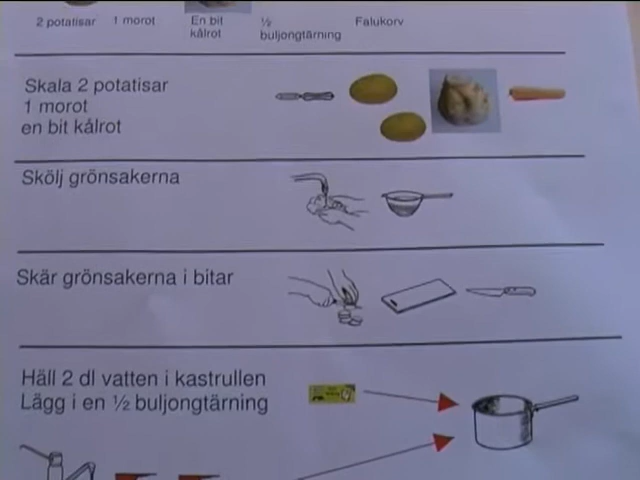 2 potatisar 1 morot En bit ½ Falukorv
kålrot buljongtärning
Skala 2 potatisar
1 morot
en bit kålrot
Skölj grönsakerna
Skär grönsakerna i bitar
Häll 2 dl vatten i kastrullen
Lägg i en ½ buljongtärning